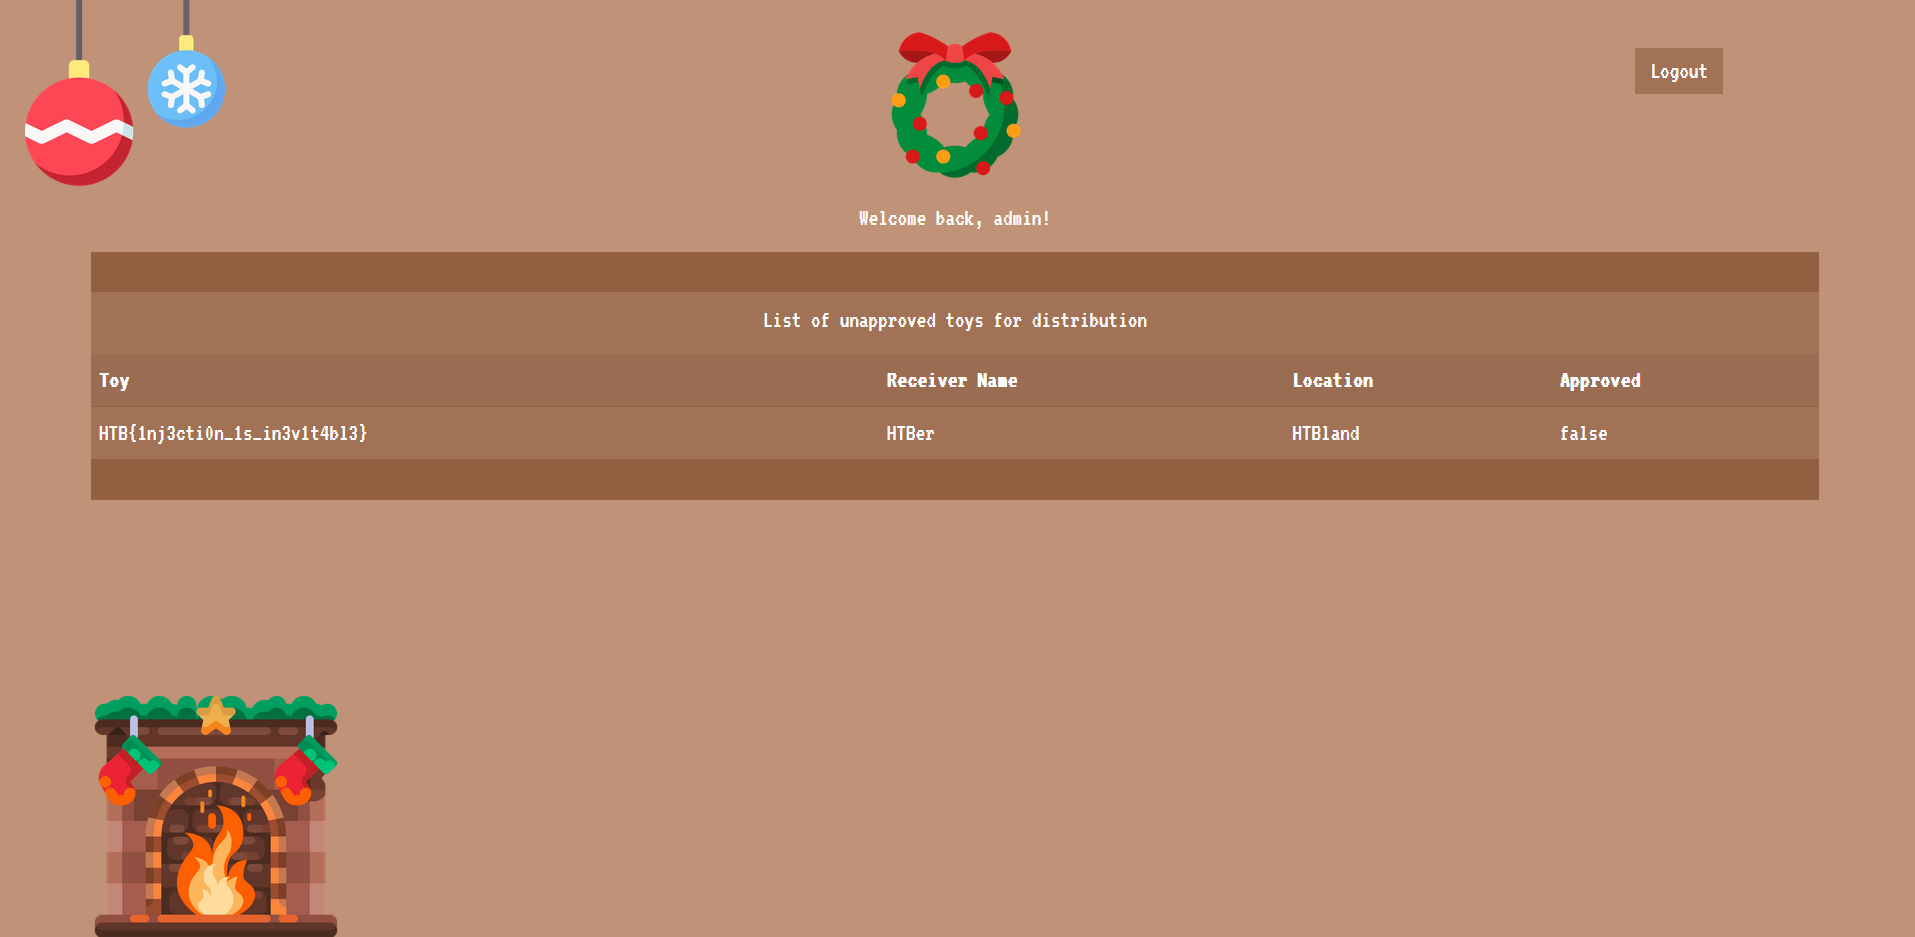 Logout
Welcome back, admin!
List of unapproved toys for distribution
Toy Receiver Name Location Approved
HTB{1nj3cti0n_1s_in3v1t4bl3} HTBer HTBland false